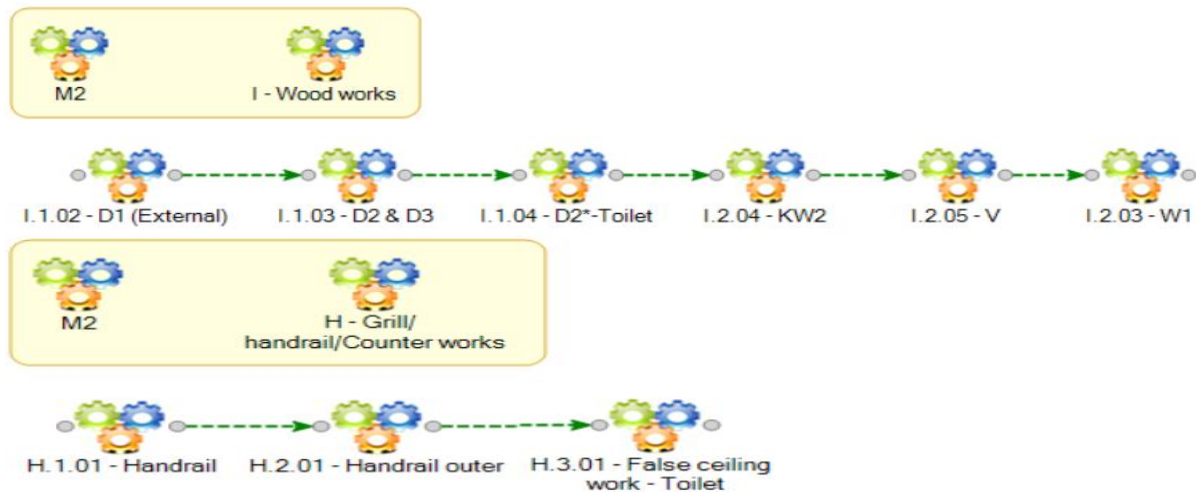 M2
I - Wood works
I.1.02 - D1 (External)
I.1.03 - D2 & D3
I.1.04 - D2*-Toilet
I.2.04 - KW2
I.2.05 - V
I.2.03 - W1
M2
H - Grill/
handrail/Counter works
H.1.01 - Handrail
H.2.01 - Handrail outer
H.3.01 - False ceiling
work - Toilet